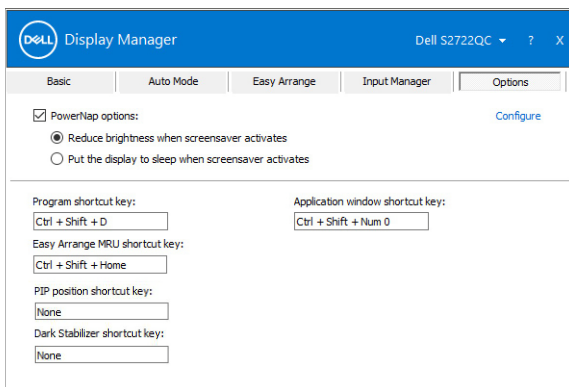 DELL Display Manager
Dell S2722QC ? X
Basic Auto Mode Easy Arrange Input Manager Options
PowerNap options: Configure
Reduce brightness when screensaver activates
Put the display to sleep when screensaver activates
Program shortcut key: Application window shortcut key:
Ctrl + Shift + D Ctrl + Shift + Num 0
Easy Arrange MRU shortcut key:
Ctrl + Shift + Home
PIP position shortcut key:
None
Dark Stabilizer shortcut key:
None